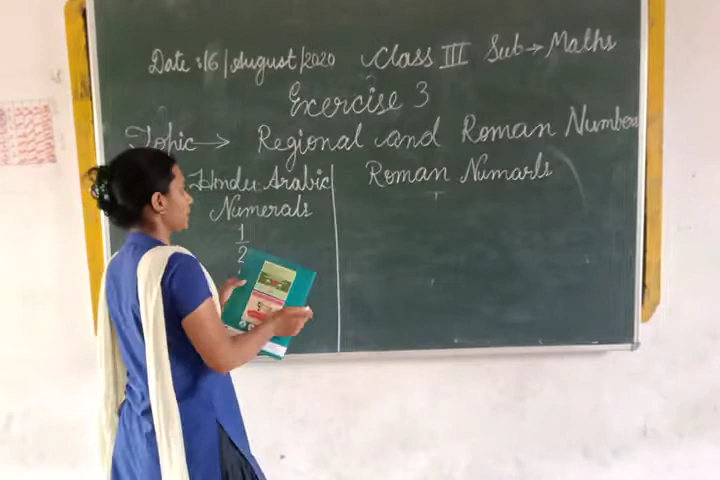 Date :16/August/2020 Class III Sub→Maths
Exercise 3
Topic → Regional and Roman Numbers
Hindu-Arabic Numerals
Roman Numarls
1
2